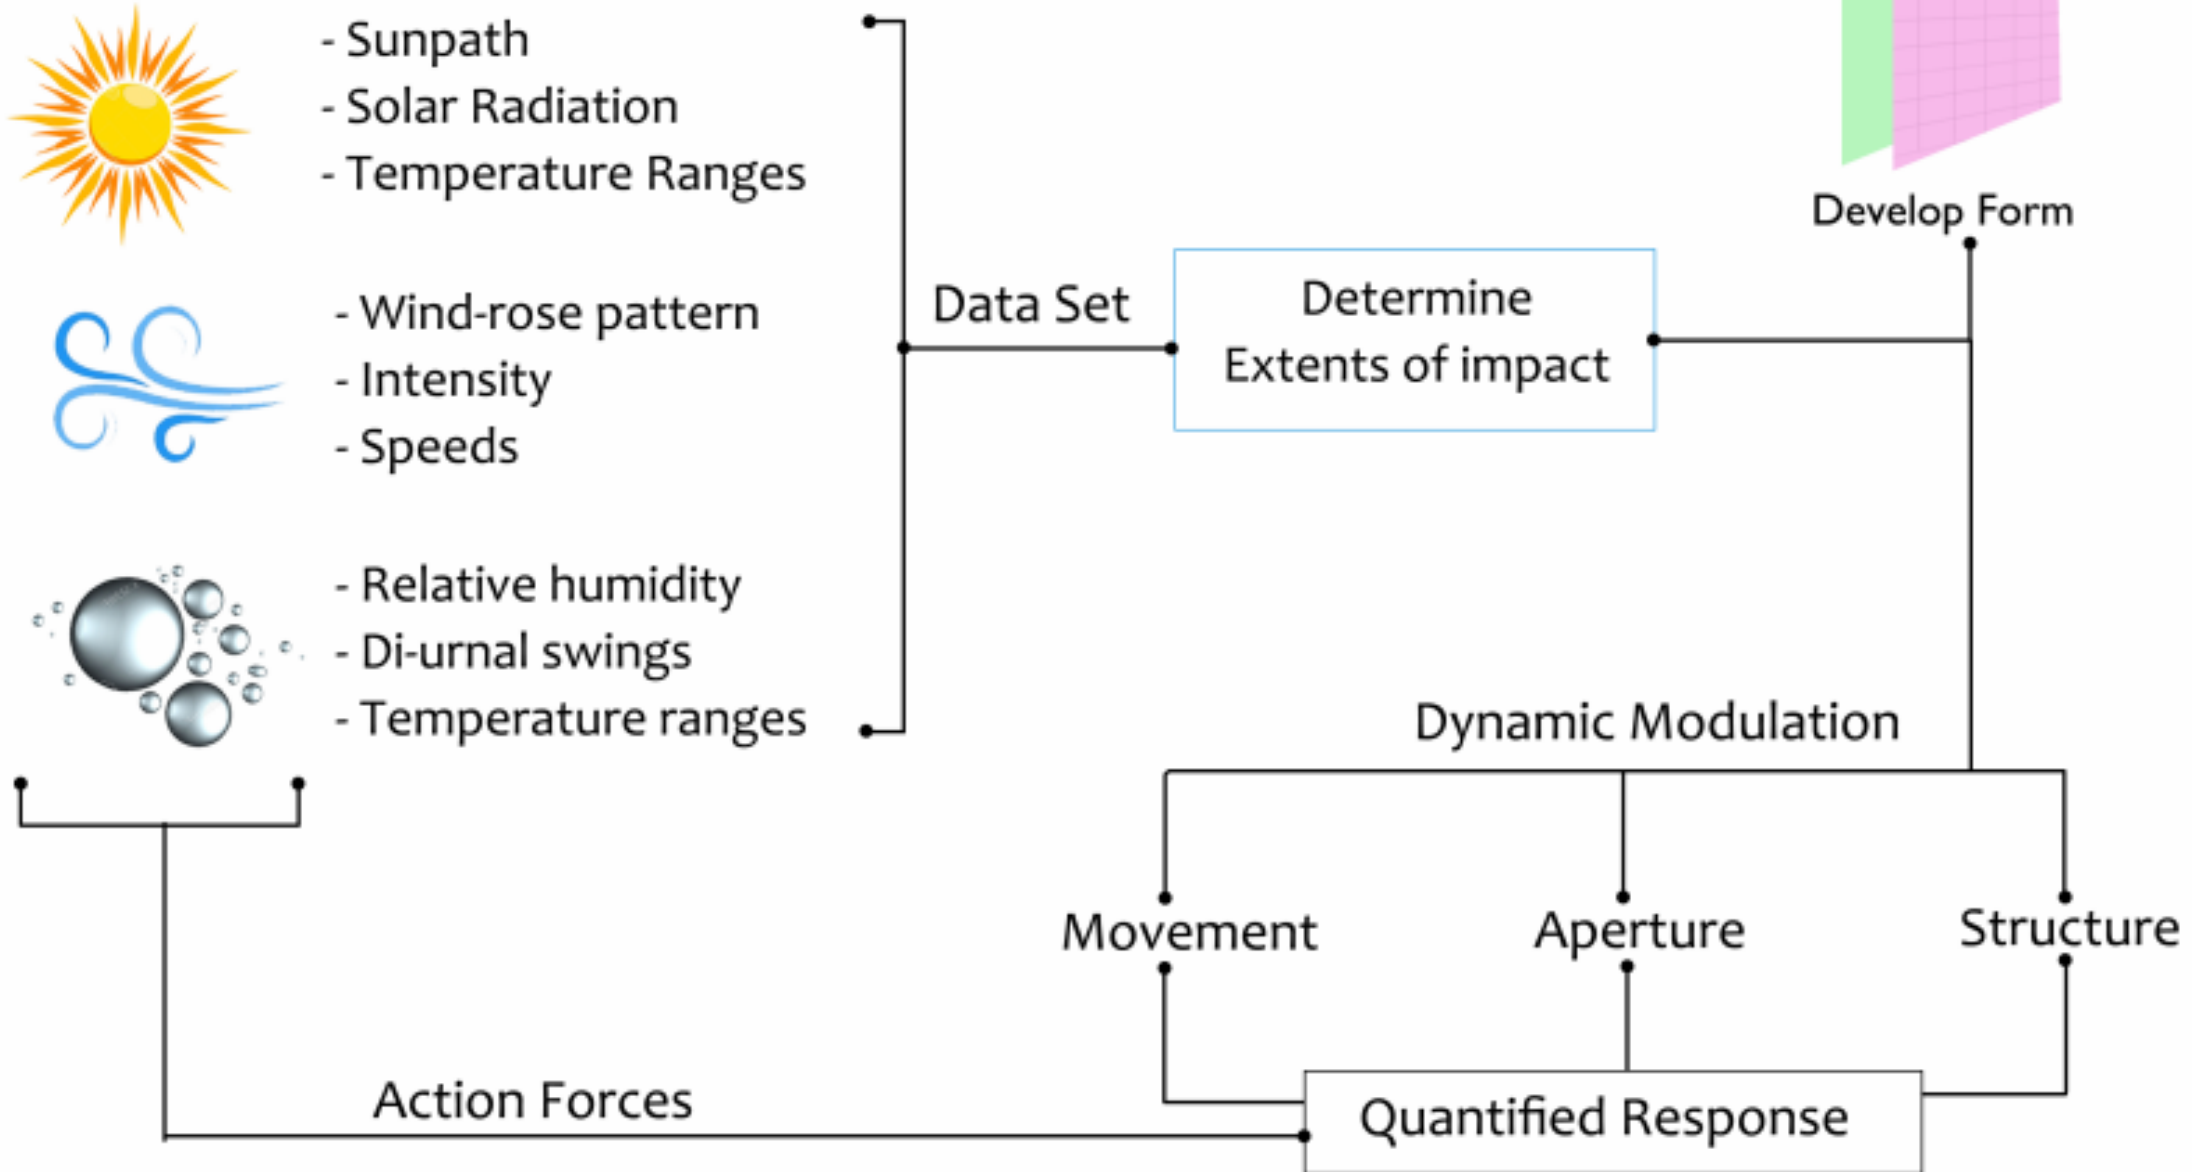 - Sunpath
- Solar Radiation
- Temperature Ranges
- Wind-rose pattern
- Intensity
- Speeds
- Relative humidity
- Di-urnal swings
- Temperature ranges
Data Set
Determine
Extents of impact
Develop Form
Dynamic Modulation
Movement
Aperture
Structure
Action Forces
Quantified Response